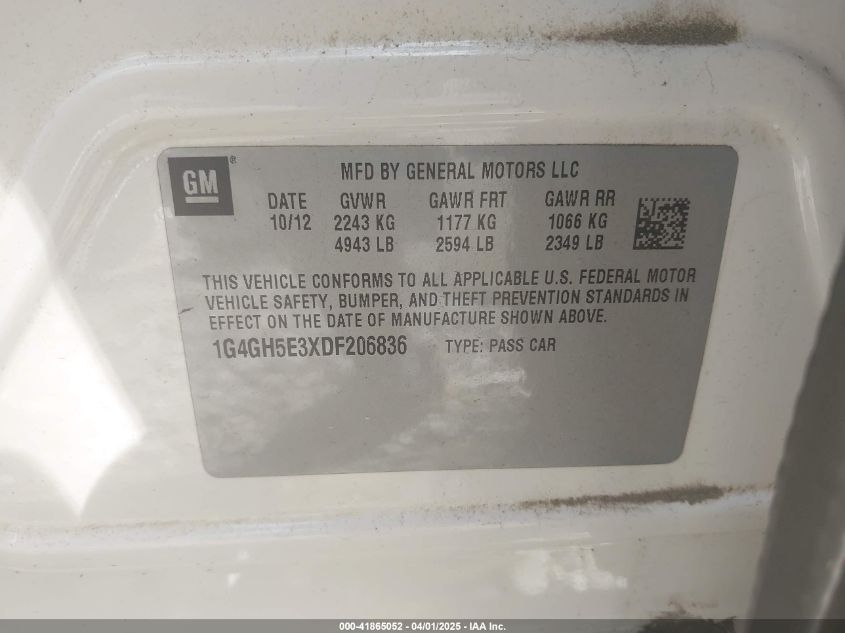 GM®
MFD BY GENERAL MOTORS LLC
DATE GVWR GAWR FRT GAWR RR
10/12 2243 KG 1177 KG 1066 KG
4943 LB 2594 LB 2349 LB
THIS VEHICLE CONFORMS TO ALL APPLICABLE U.S. FEDERAL MOTOR
VEHICLE SAFETY, BUMPER, AND THEFT PREVENTION STANDARDS IN
EFFECT ON THE DATE OF MANUFACTURE SHOWN ABOVE.
1G4GH5E3XDF206836 TYPE: PASS CAR
000-41865052 - 04/01/2025 - IAA Inc.